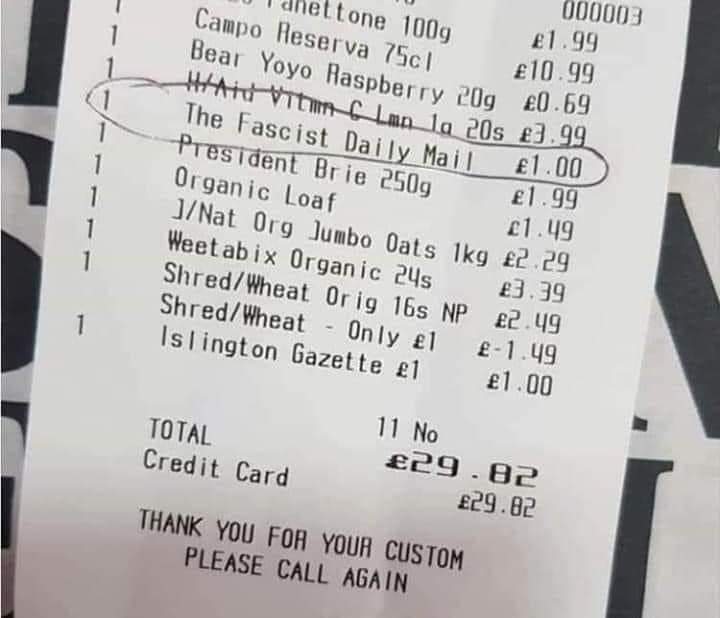 000003
1 Panettone 100g £1.99
1 Campo Reserva 75cl £10.99
1 Bear Yoyo Raspberry 20g £0.69
1 H/Aid Vitmn C Lmn 1g 20s £3.99
1 The Fascist Daily Mail £1.00
1 President Brie 250g £1.99
1 Organic Loaf £1.49
1 J/Nat Org Jumbo Oats 1kg £2.29
1 Weetabix Organic 24s £3.39
1 Shred/Wheat Orig 16s NP £2.49
Shred/Wheat - Only £1 £-1.49
1 Islington Gazette £1 £1.00
TOTAL 11 No £29.82
Credit Card £29.82
THANK YOU FOR YOUR CUSTOM
PLEASE CALL AGAIN